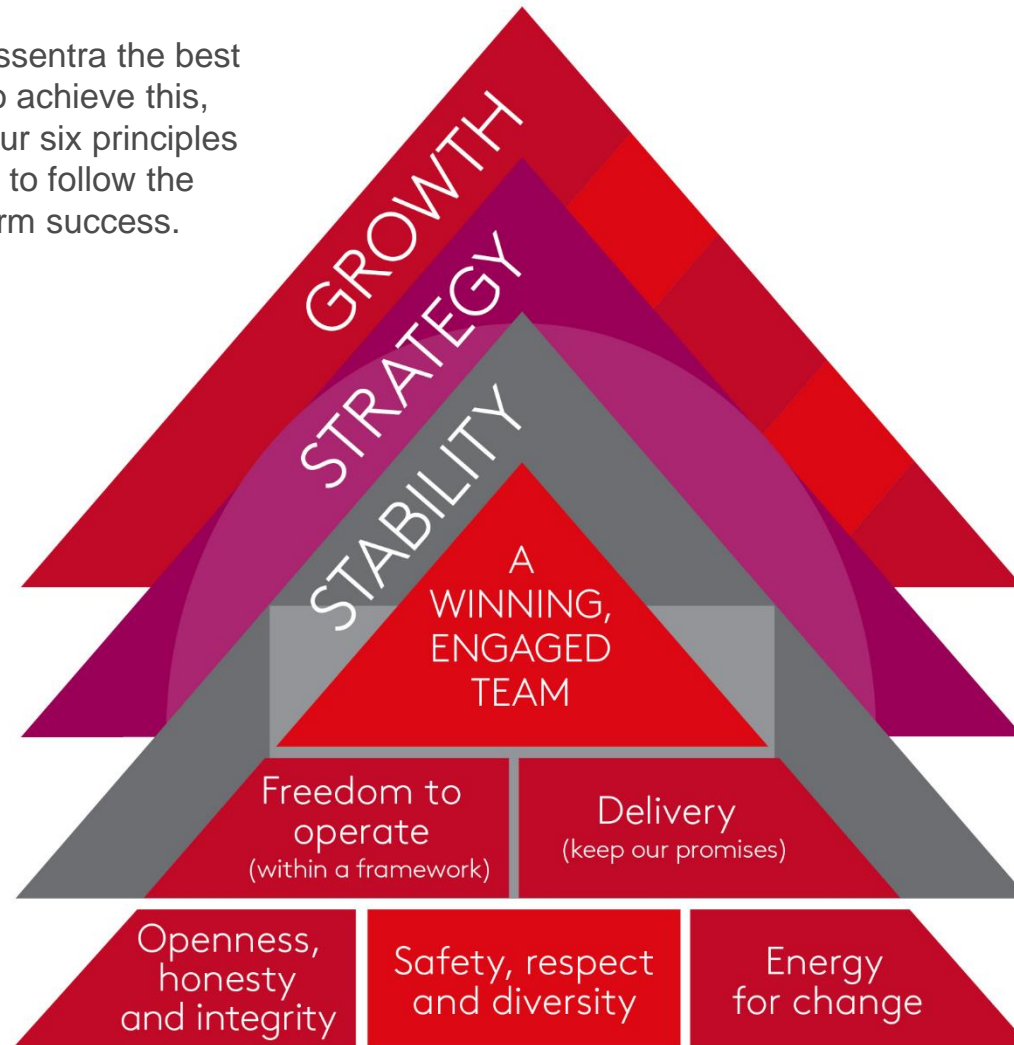 ssentra the best
o achieve this,
ur six principles
to follow the
rm success.
GROWTH
STRATEGY
STABILITY
A
WINNING,
ENGAGED
TEAM
Freedom to
operate
(within a framework)
Delivery
(keep our promises)
Openness,
honesty
and integrity
Safety, respect
and diversity
Energy
for change